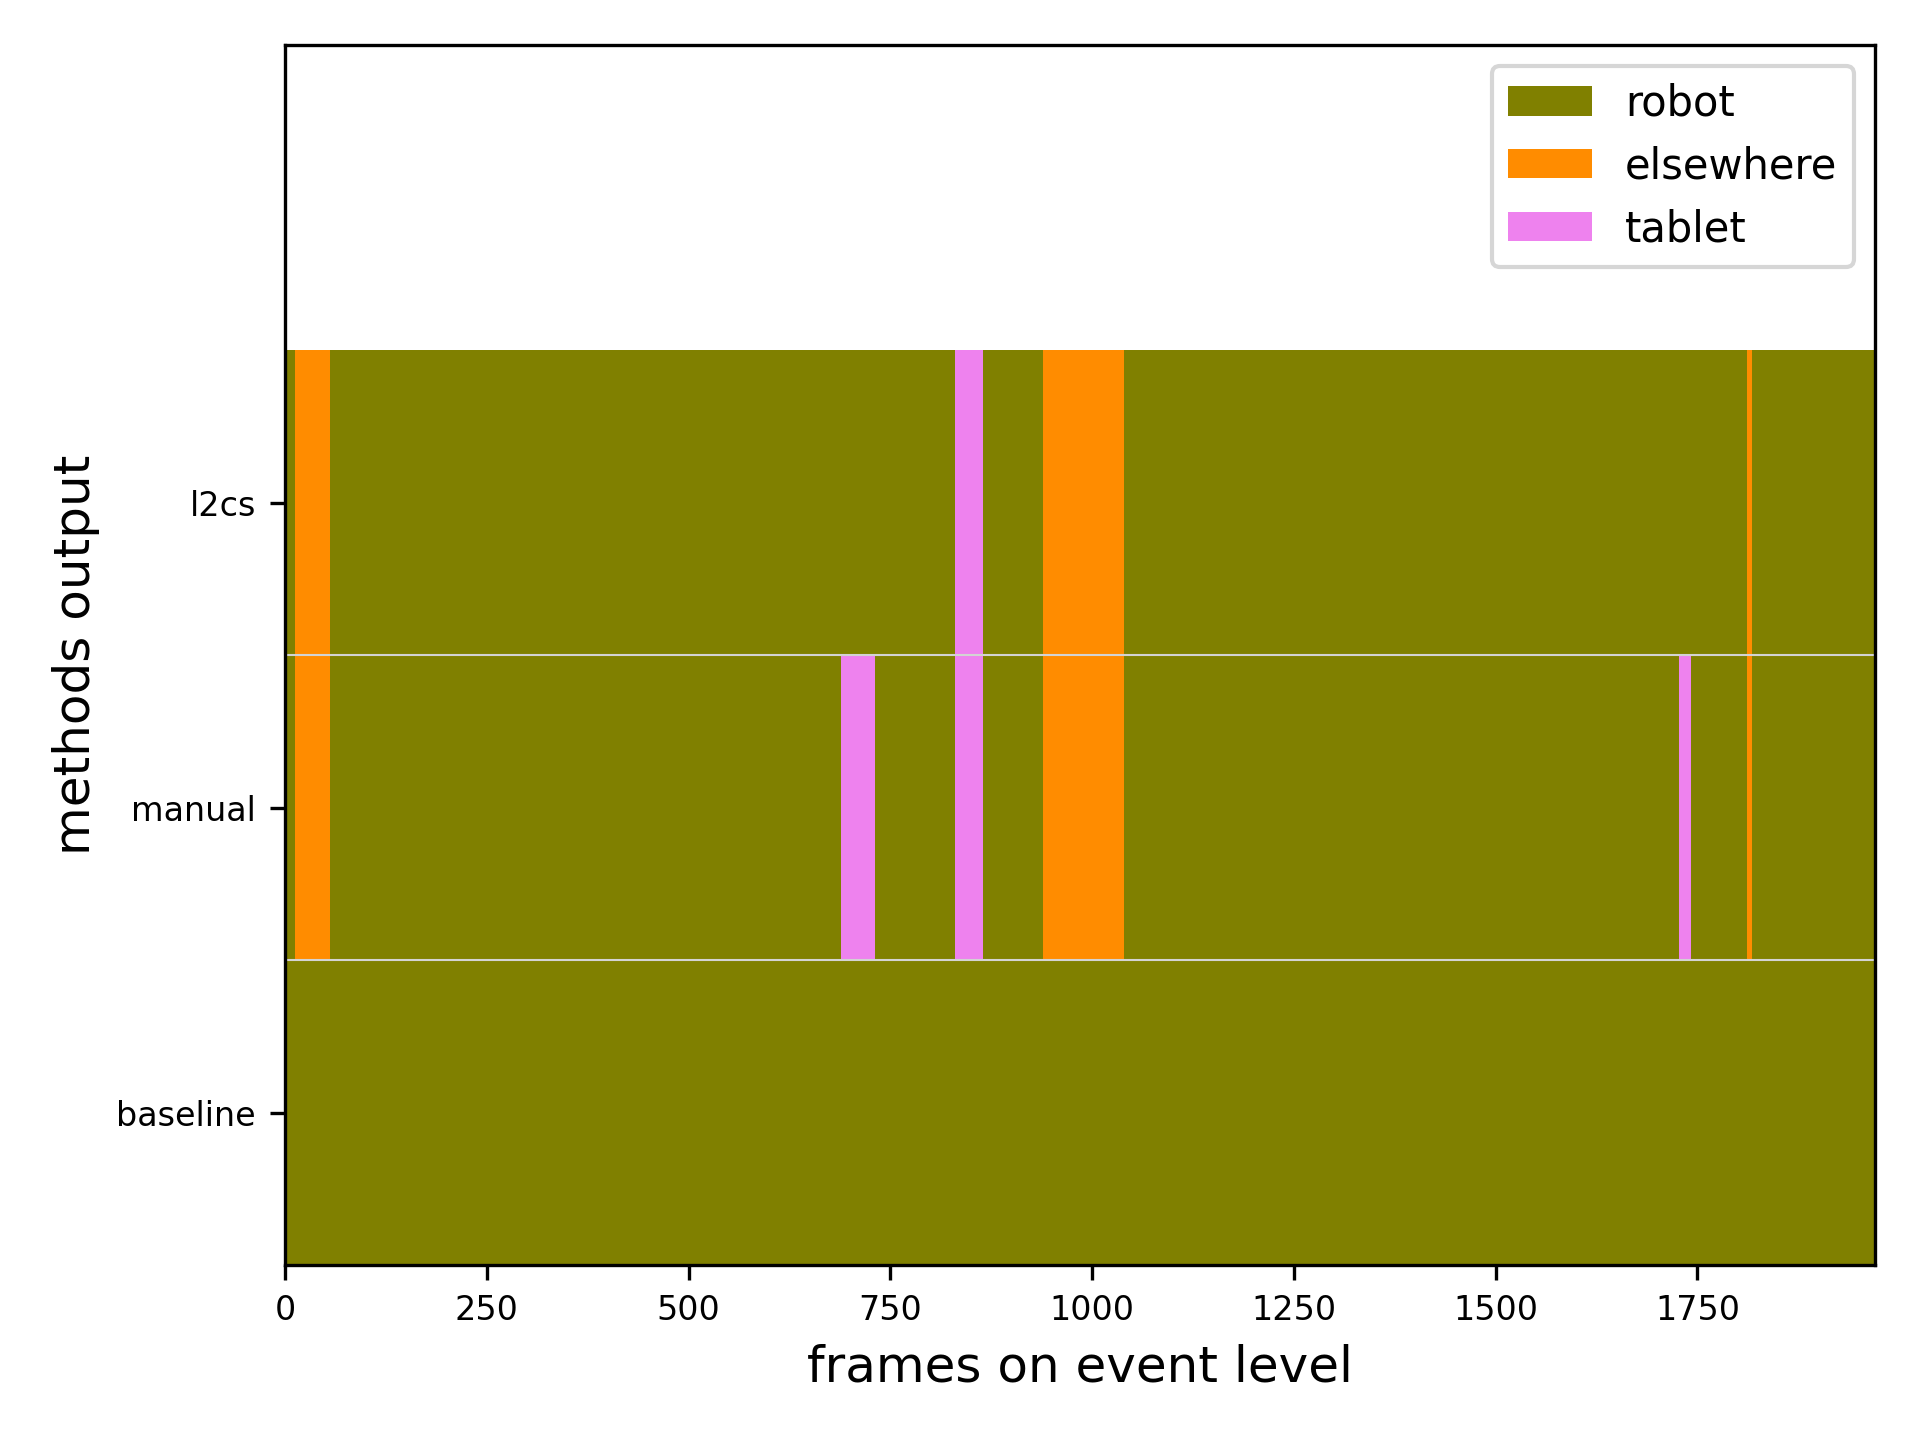 robot
elsewhere
tablet
methods output
l2cs
manual
baseline
0 250 500 750 1000 1250 1500 1750
frames on event level